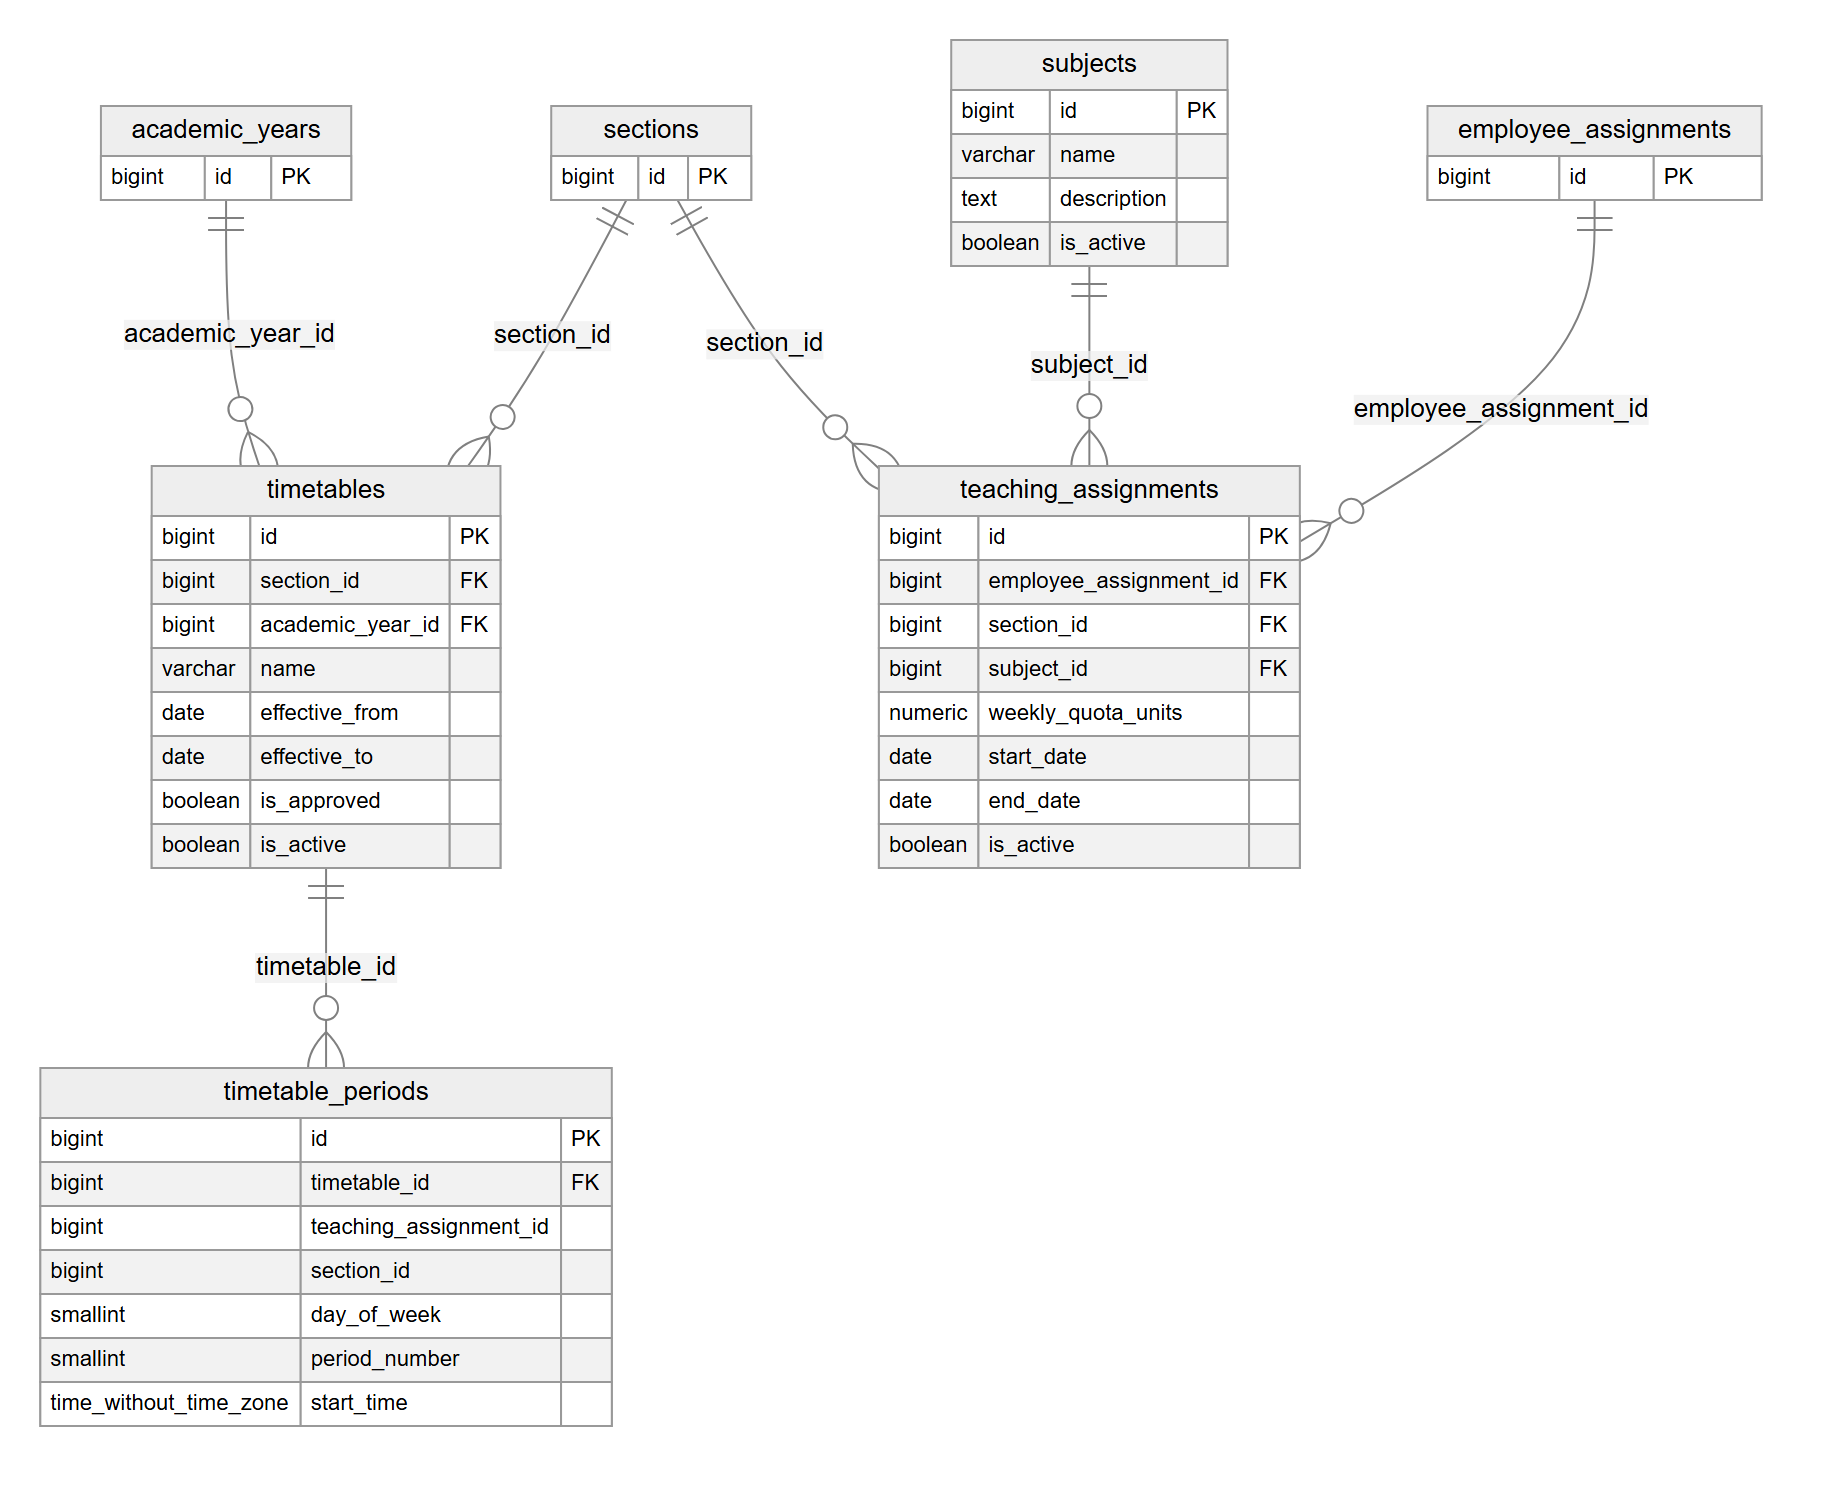 subjects
bigint id PK
varchar name
text description
boolean is_active
academic_years
bigint id PK
sections
bigint id PK
employee_assignments
bigint id PK
academic_year_id
section_id
section_id
subject_id
employee_assignment_id
timetables
bigint id PK
bigint section_id FK
bigint academic_year_id FK
varchar name
date effective_from
date effective_to
boolean is_approved
boolean is_active
teaching_assignments
bigint id PK
bigint employee_assignment_id FK
bigint section_id FK
bigint subject_id FK
numeric weekly_quota_units
date start_date
date end_date
boolean is_active
timetable_id
timetable_periods
bigint id PK
bigint timetable_id FK
bigint teaching_assignment_id
bigint section_id
smallint day_of_week
smallint period_number
time_without_time_zone start_time